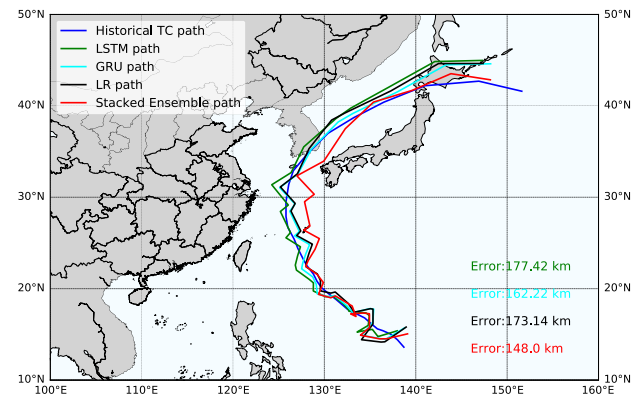 50°N
50°N
Historical TC path
LSTM path
GRU path
LR path
Stacked Ensemble path
40°N
40°N
30°N
30°N
Error:177.42 km
20°N
20°N
Error:162.22 km
Error:173.14 km
Error:148.0 km
10°N
10°N
100°E
110°E
120°E
130°E
140°E
150°E
160°E